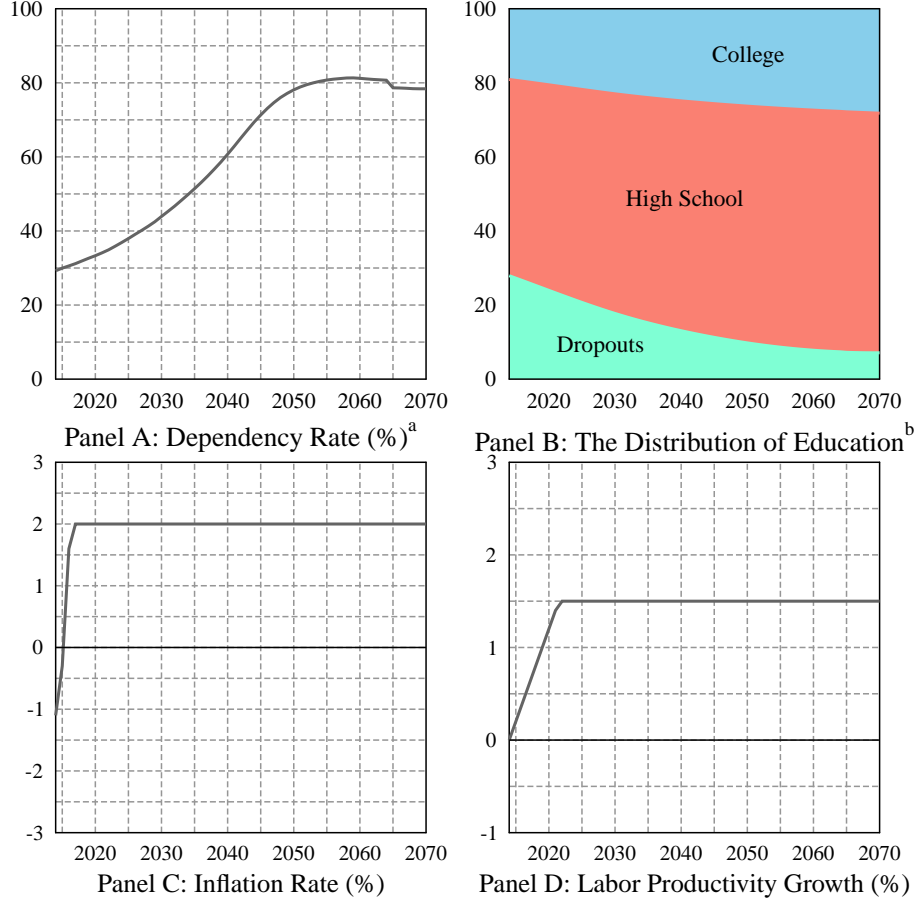 100
80
60
40
20
0
2020 2030 2040 2050 2060 2070
Panel A: Dependency Rate (%)a
100
80
60
40
20
0
College
High School
Dropouts
2020 2030 2040 2050 2060 2070
Panel B: The Distribution of Educationb
3
2
1
0
-1
-2
-3
2020 2030 2040 2050 2060 2070
Panel C: Inflation Rate (%)
3
2
1
0
-1
2020 2030 2040 2050 2060 2070
Panel D: Labor Productivity Growth (%)